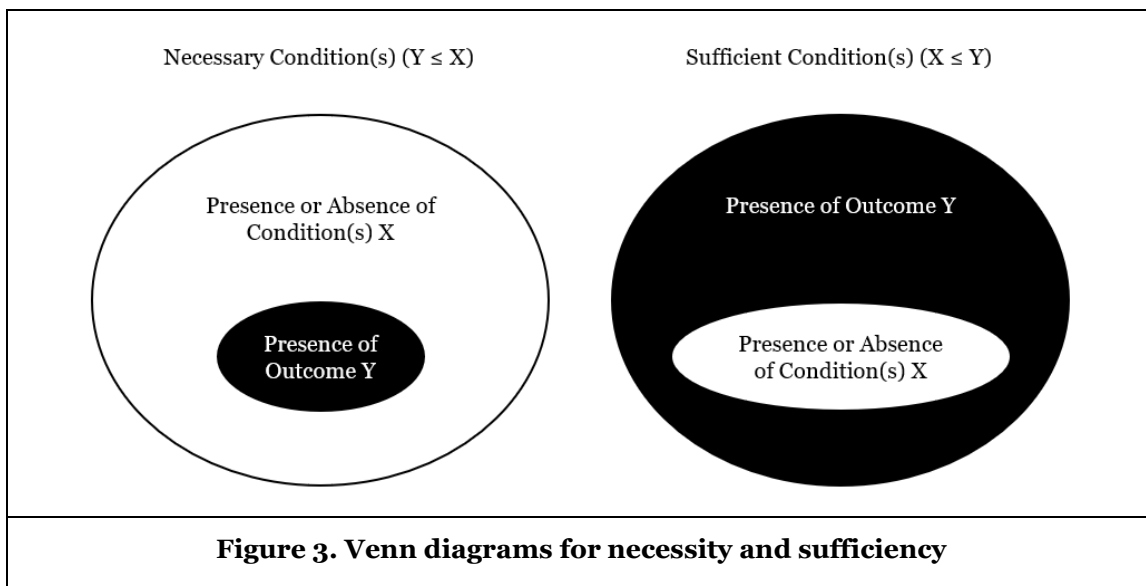 Necessary Condition(s) (Y ≤ X)
Presence or Absence of
Condition(s) X
Presence of
Outcome Y
Sufficient Condition(s) (X ≤ Y)
Presence of Outcome Y
Presence or Absence
of Condition(s) X
Figure 3. Venn diagrams for necessity and sufficiency